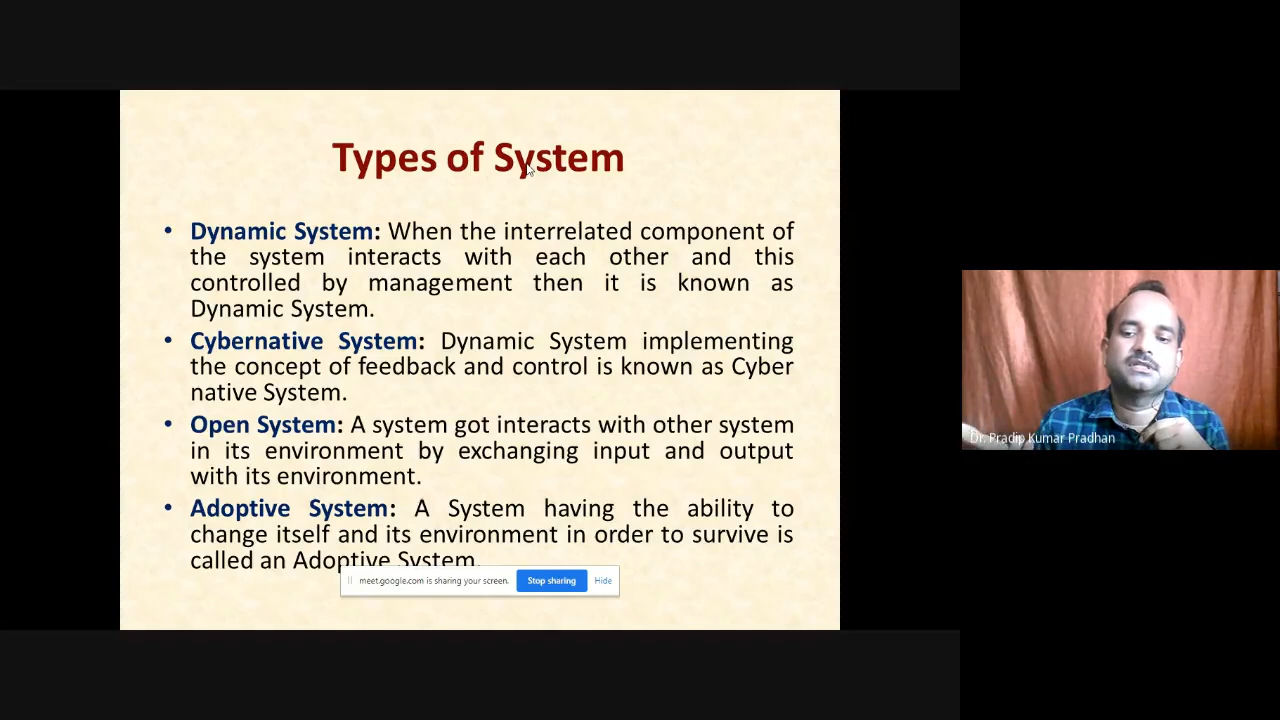 Types of System
• Dynamic System: When the interrelated component of
the system interacts with each other and this
controlled by management then it is known as
Dynamic System.
• Cybernative System: Dynamic System implementing
the concept of feedback and control is known as Cyber
native System.
• Open System: A system got interacts with other system
in its environment by exchanging input and output
with its environment.
• Adoptive System: A System having the ability to
change itself and its environment in order to survive is
called an Adoptive System.
meet.google.com is sharing your screen. Stop sharing Hide
Dr. Pradip Kumar Pradhan